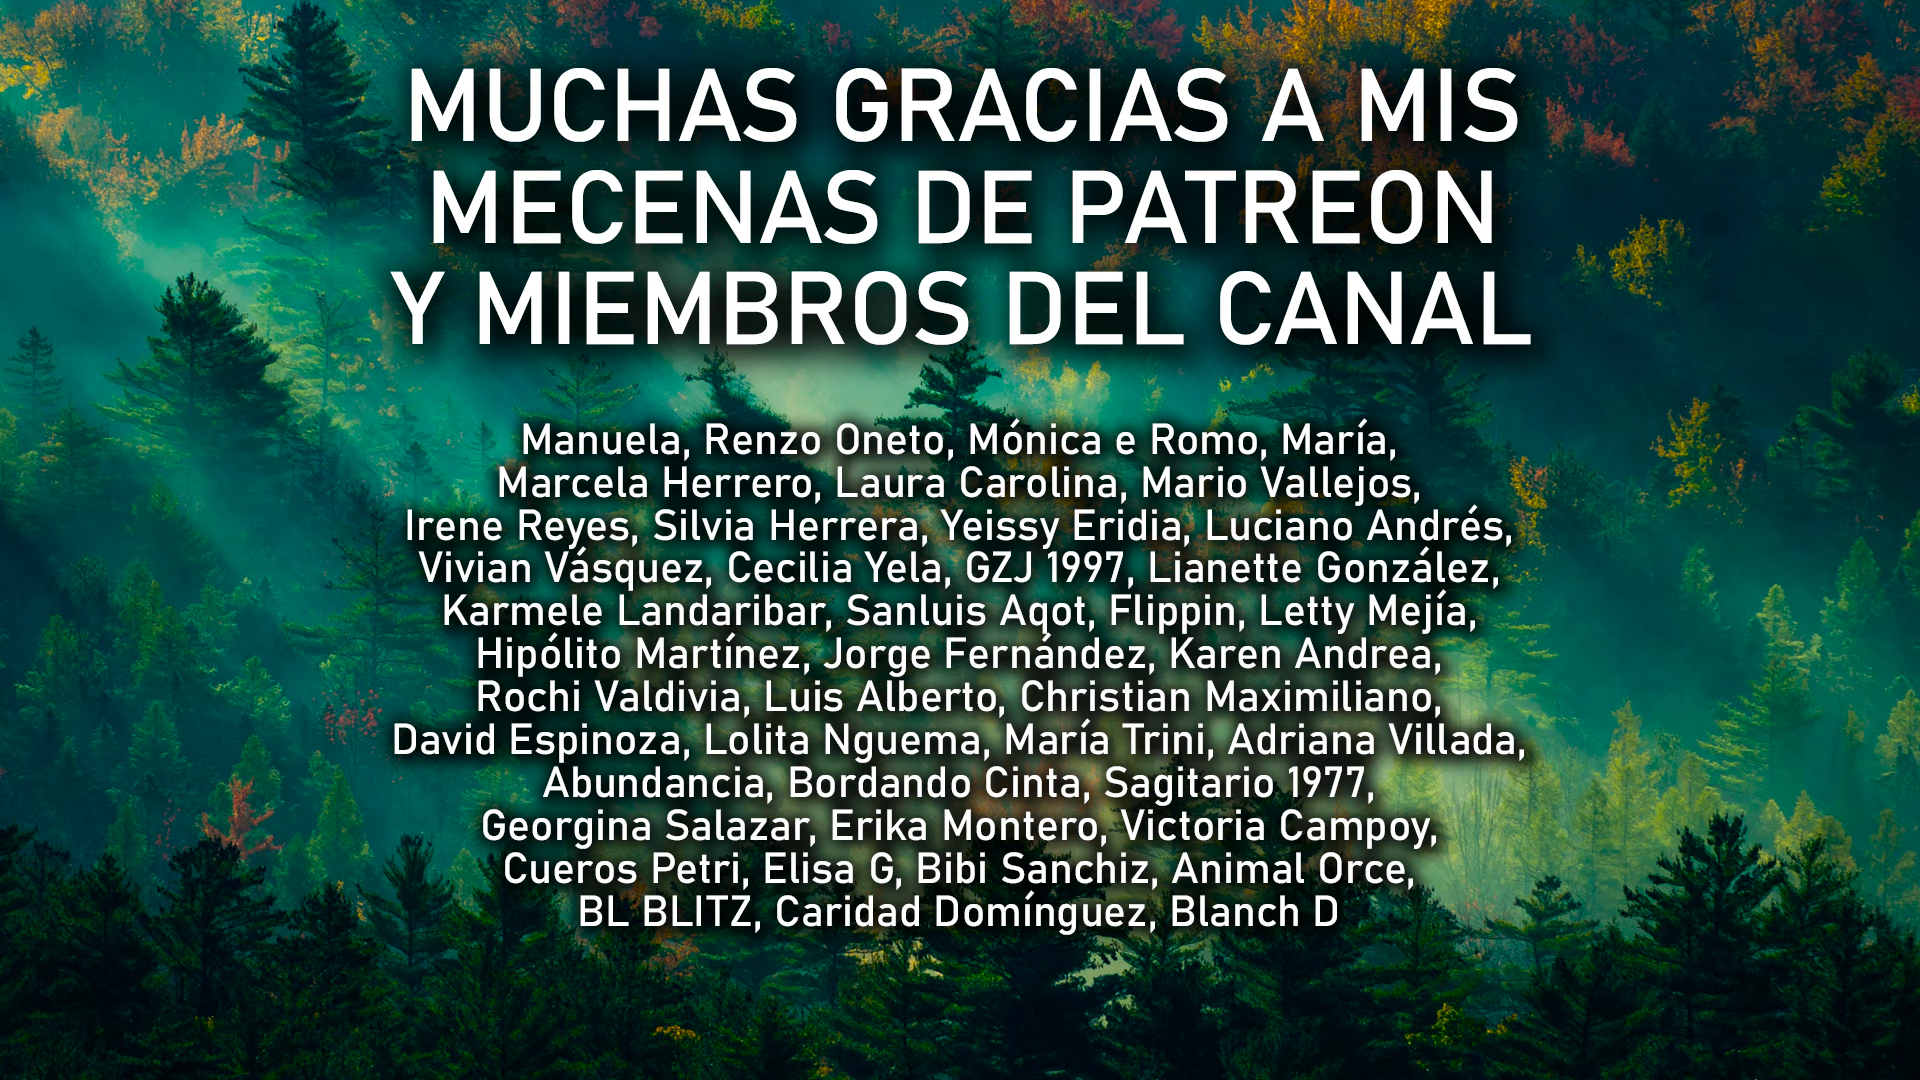 MUCHAS GRACIAS A MIS
MECENAS DE PATREON
Y MIEMBROS DEL CANAL
Manuela, Renzo Oneto, Mónica e Romo, María,
Marcela Herrero, Laura Carolina, Mario Vallejos,
Irene Reyes, Silvia Herrera, Yeissy Eridia, Luciano Andrés,
Vivian Vásquez, Cecilia Yela, GZJ 1997, Lianette González,
Karmele Landaribar, Sanluis Aqot, Flippin, Letty Mejía,
Hipólito Martínez, Jorge Fernández, Karen Andrea,
Rochi Valdivia, Luis Alberto, Christian Maximiliano,
David Espinoza, Lolita Nguema, María Trini, Adriana Villada,
Abundancia, Bordando Cinta, Sagitario 1977,
Georgina Salazar, Erika Montero, Victoria Campoy,
Cueros Petri, Elisa G, Bibi Sanchiz, Animal Orce,
BL BLITZ, Caridad Domínguez, Blanch D